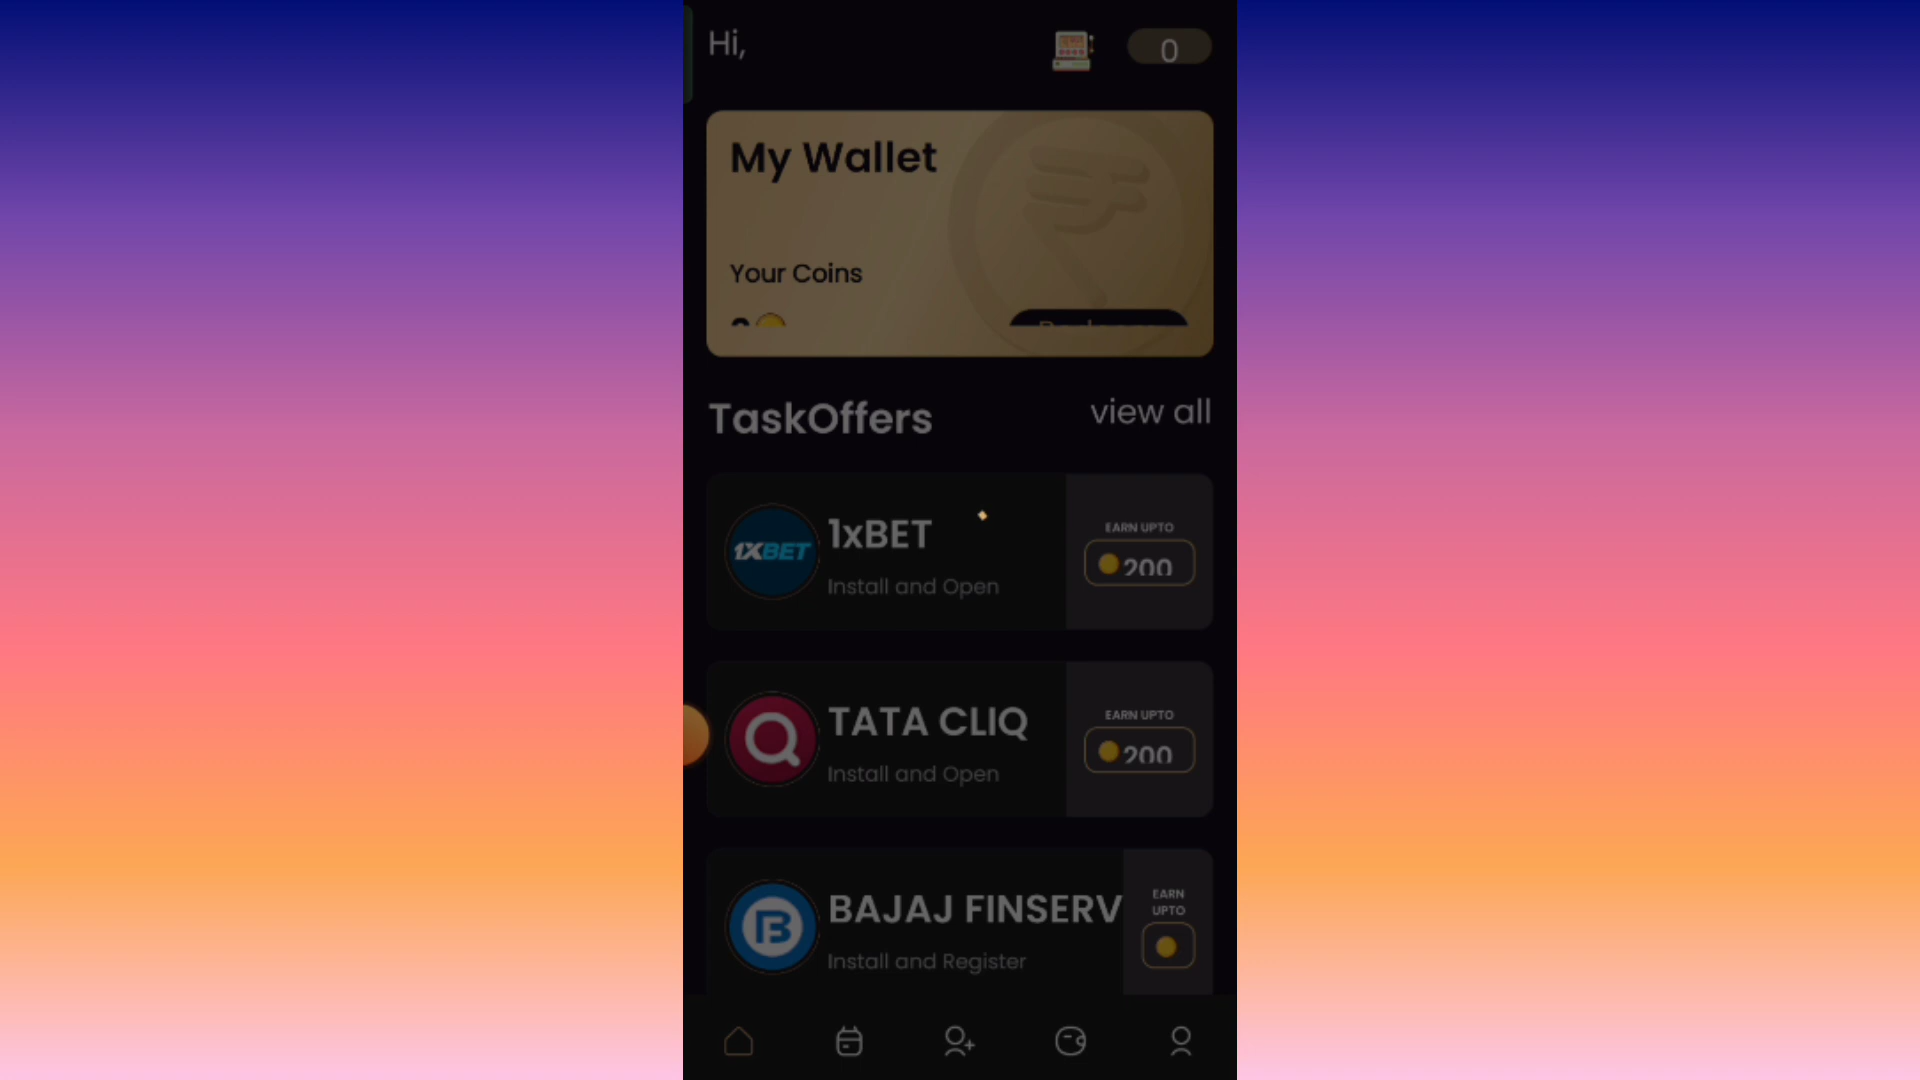 Hi,
0
My Wallet
Your Coins
TaskOffers
view all
1XBET
1xBET
Install and Open
EARN UPTO
200
TATA CLIQ
Install and Open
EARN UPTO
200
BAJAJ FINSERV
Install and Register
EARN
UPTO